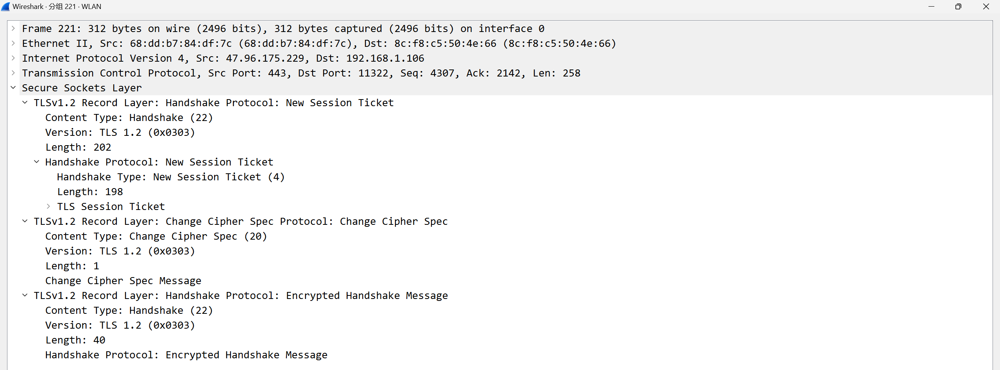 Wireshark · 分组 221 · WLAN
Frame 221: 312 bytes on wire (2496 bits), 312 bytes captured (2496 bits) on interface 0
Ethernet II, Src: 68:dd:b7:84:df:7c (68:dd:b7:84:df:7c), Dst: 8c:f8:c5:50:4e:66 (8c:f8:c5:50:4e:66)
Internet Protocol Version 4, Src: 47.96.175.229, Dst: 192.168.1.106
Transmission Control Protocol, Src Port: 443, Dst Port: 11322, Seq: 4307, Ack: 2142, Len: 258
Secure Sockets Layer
TLSv1.2 Record Layer: Handshake Protocol: New Session Ticket
Content Type: Handshake (22)
Version: TLS 1.2 (0x0303)
Length: 202
Handshake Protocol: New Session Ticket
Handshake Type: New Session Ticket (4)
Length: 198
TLS Session Ticket
TLSv1.2 Record Layer: Change Cipher Spec Protocol: Change Cipher Spec
Content Type: Change Cipher Spec (20)
Version: TLS 1.2 (0x0303)
Length: 1
Change Cipher Spec Message
TLSv1.2 Record Layer: Handshake Protocol: Encrypted Handshake Message
Content Type: Handshake (22)
Version: TLS 1.2 (0x0303)
Length: 40
Handshake Protocol: Encrypted Handshake Message